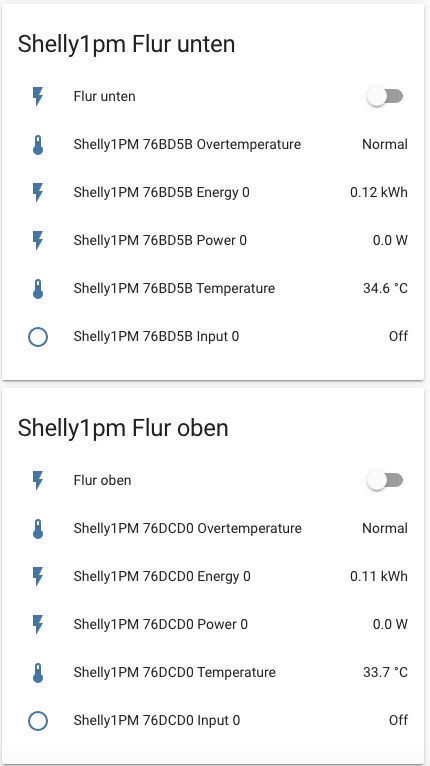 Shelly1pm Flur unten
Flur unten
Shelly1PM 76BD5B Overtemperature Normal
Shelly1PM 76BD5B Energy 0 0.12 kWh
Shelly1PM 76BD5B Power 0 0.0 W
Shelly1PM 76BD5B Temperature 34.6 °C
Shelly1PM 76BD5B Input 0 Off
Shelly1pm Flur oben
Flur oben
Shelly1PM 76DCD0 Overtemperature Normal
Shelly1PM 76DCD0 Energy 0 0.11 kWh
Shelly1PM 76DCD0 Power 0 0.0 W
Shelly1PM 76DCD0 Temperature 33.7 °C
Shelly1PM 76DCD0 Input 0 Off